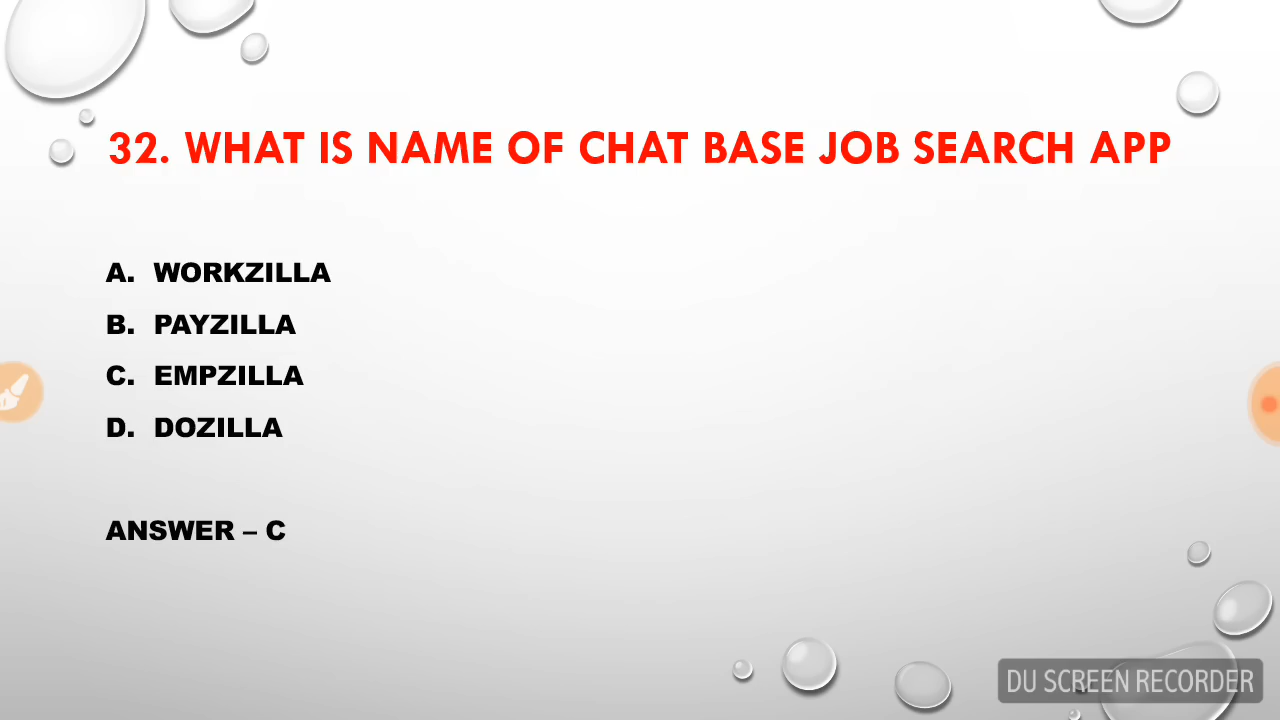 32. WHAT IS NAME OF CHAT BASE JOB SEARCH APP
A. WORKZILLA
B. PAYZILLA
C. EMPZILLA
D. DOZILLA
ANSWER – C
DU SCREEN RECORDER